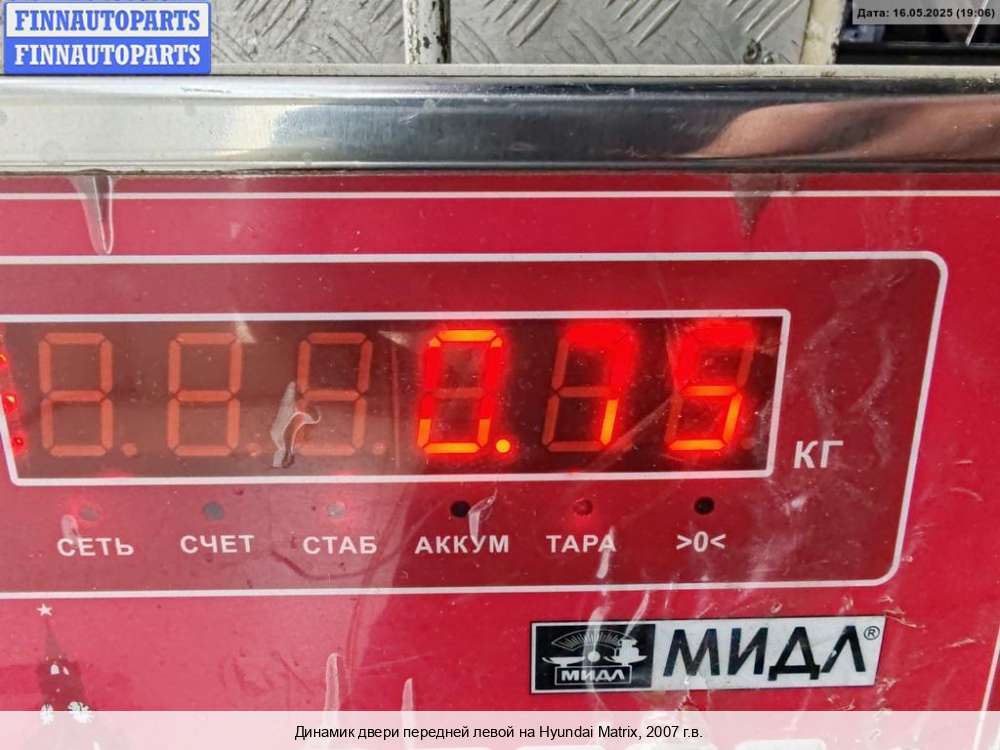 FINNAUTOPARTS
FINNAUTOPARTS
Дата: 16.05.2025 (19:06)
0.75
КГ
СЕТЬ СЧЕТ СТАБ АККУМ ТАРА >0<
МИДЛ МИДЛ®
Динамик двери передней левой на Hyundai Matrix, 2007 г.в.